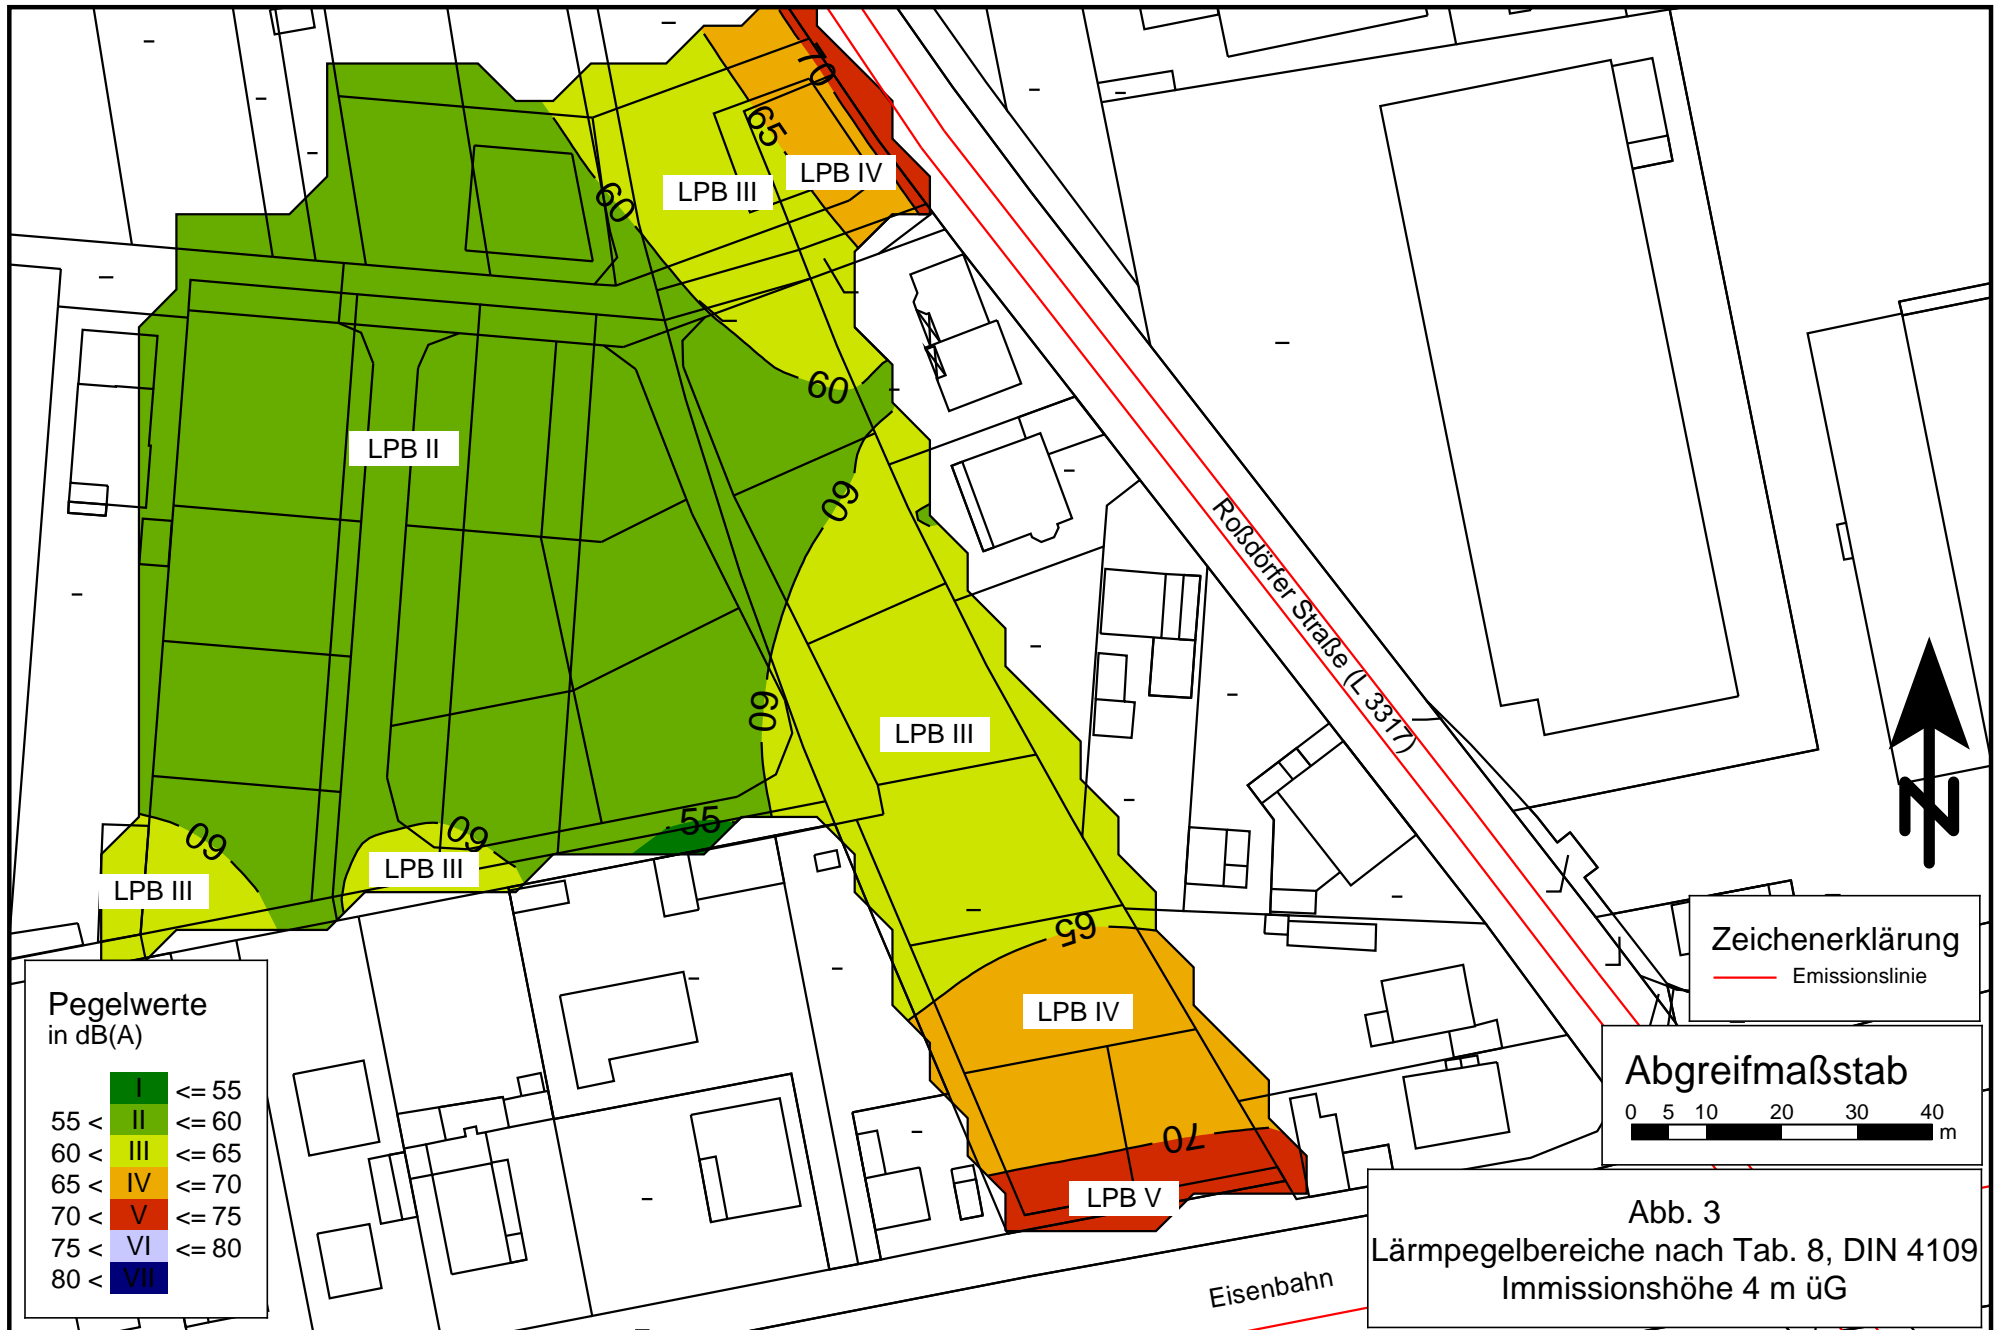 70
65
LPB IV
LPB III
60
60
LPB II
60
Roßdörfer Straße (L 3317)
60
LPB III
55
60
60
LPB III
LPB III
65
LPB IV
70
LPB V
Eisenbahn
N
Zeichenerklärung
Emissionslinie
Abgreifmaßstab
0 5 10 20 30 40
m
Abb. 3
Lärmpegelbereiche nach Tab. 8, DIN 4109
Immissionshöhe 4 m üG
Pegelwerte
in dB(A)
I <= 55
55 < II <= 60
60 < III <= 65
65 < IV <= 70
70 < V <= 75
75 < VI <= 80
80 < VII